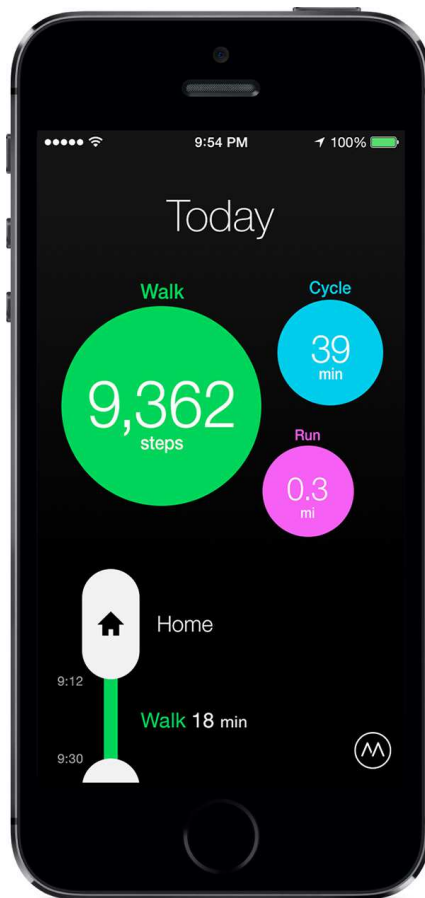 9:54 PM
100%
Today
Walk
9,362
steps
Cycle
39
min
Run
0.3
mi
Home
9:12
Walk 18 min
9:30